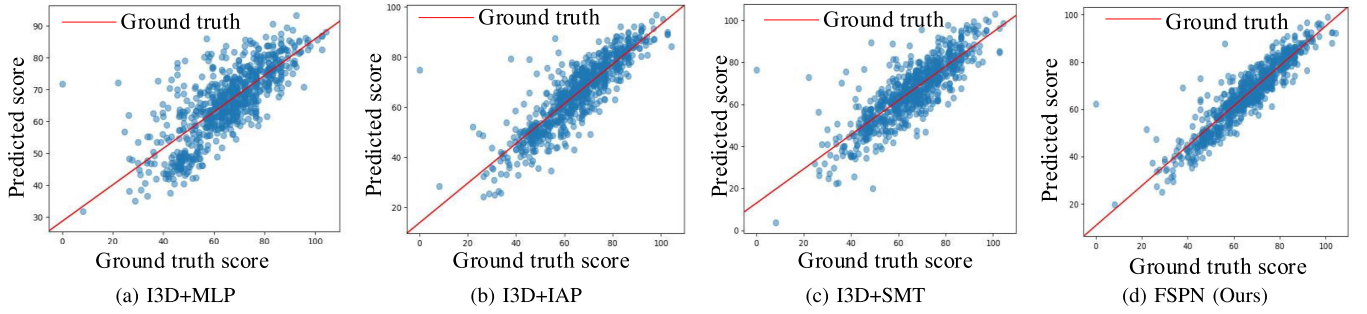 Ground truth
Predicted score
90
80
70
60
50
40
30
0
20
40
60
80
100
Ground truth score
(a) I3D+MLP
Ground truth
Predicted score
100
80
60
40
20
0
20
40
60
80
100
Ground truth score
(b) I3D+IAP
Ground truth
Predicted score
100
80
60
40
20
0
0
20
40
60
80
100
Ground truth score
(c) I3D+SMT
Ground truth
Predicted score
100
80
60
40
20
0
20
40
60
80
100
Ground truth score
(d) FSPN (Ours)